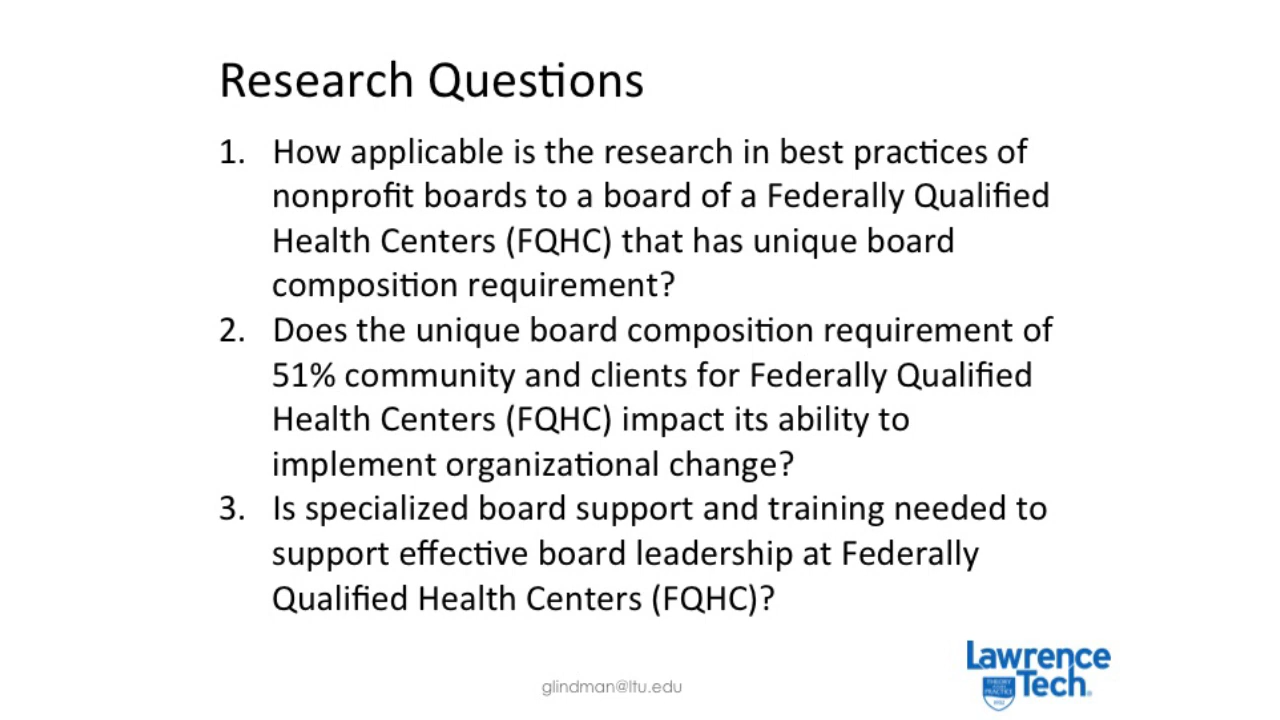 Research Questions
1. How applicable is the research in best practices of
nonprofit boards to a board of a Federally Qualified
Health Centers (FQHC) that has unique board
composition requirement?
2. Does the unique board composition requirement of
51% community and clients for Federally Qualified
Health Centers (FQHC) impact its ability to
implement organizational change?
3. Is specialized board support and training needed to
support effective board leadership at Federally
Qualified Health Centers (FQHC)?
glindman@ltu.edu
Lawrence
Tech